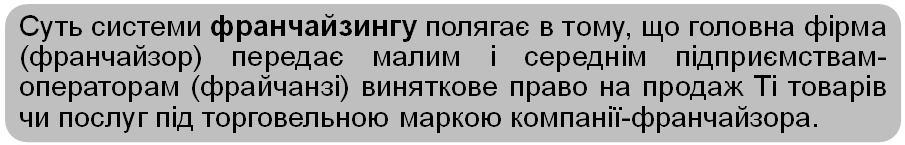 Суть системи франчайзингу полягає в тому, що головна фірма
(франчайзор) передає малим і середнім підприємствам-
операторам (фрайчанзі) виняткове право на продаж Ті товарів
чи послуг під торговельною маркою компанії-франчайзора.